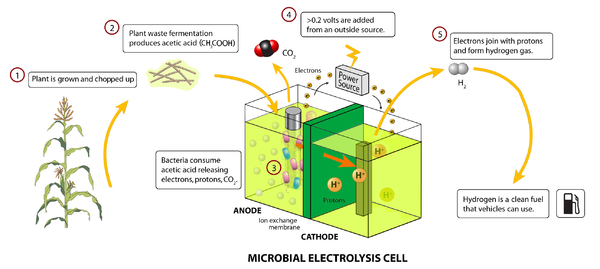 1
Plant is grown and chopped up
2
Plant waste fermentation
produces acetic acid (CH3COOH)
CO2
4
>0.2 volts are added
from an outside source.
Electrons
e
Power
Source
5
Electrons join with protons
and form hydrogen gas.
H2
Bacteria consume
acetic acid releasing
electrons, protons, CO2.
3
H+
H+
H+
H+
Protons
ANODE
Ion exchange
membrane
CATHODE
Hydrogen is a clean fuel
that vehicles can use.
MICROBIAL ELECTROLYSIS CELL